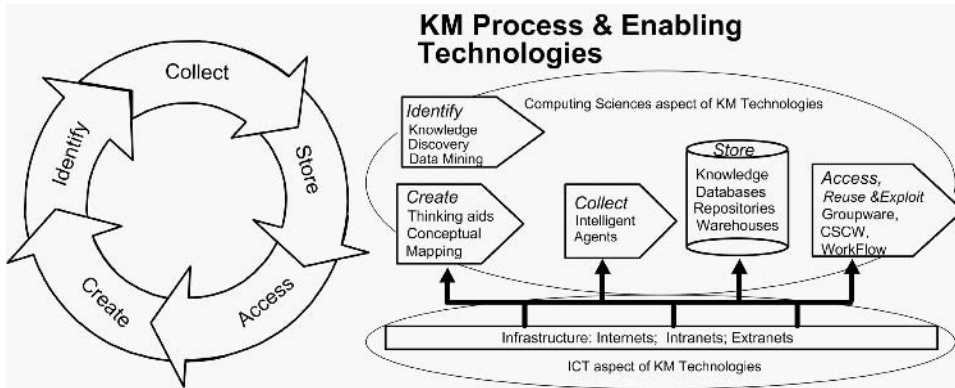 KM Process & Enabling
Technologies
Collect
Store
Access
Create
Identify
Computing Sciences aspect of KM Technologies
Identify
Knowledge
Discovery
Data Mining
Create
Thinking aids
Conceptual
Mapping
Collect
Intelligent
Agents
Store
Knowledge
Databases
Repositories
Warehouses
Access,
Reuse &Exploit
Groupware,
CSCW,
WorkFlow
Infrastructure: Internets; Intranets; Extranets
ICT aspect of KM Technologies